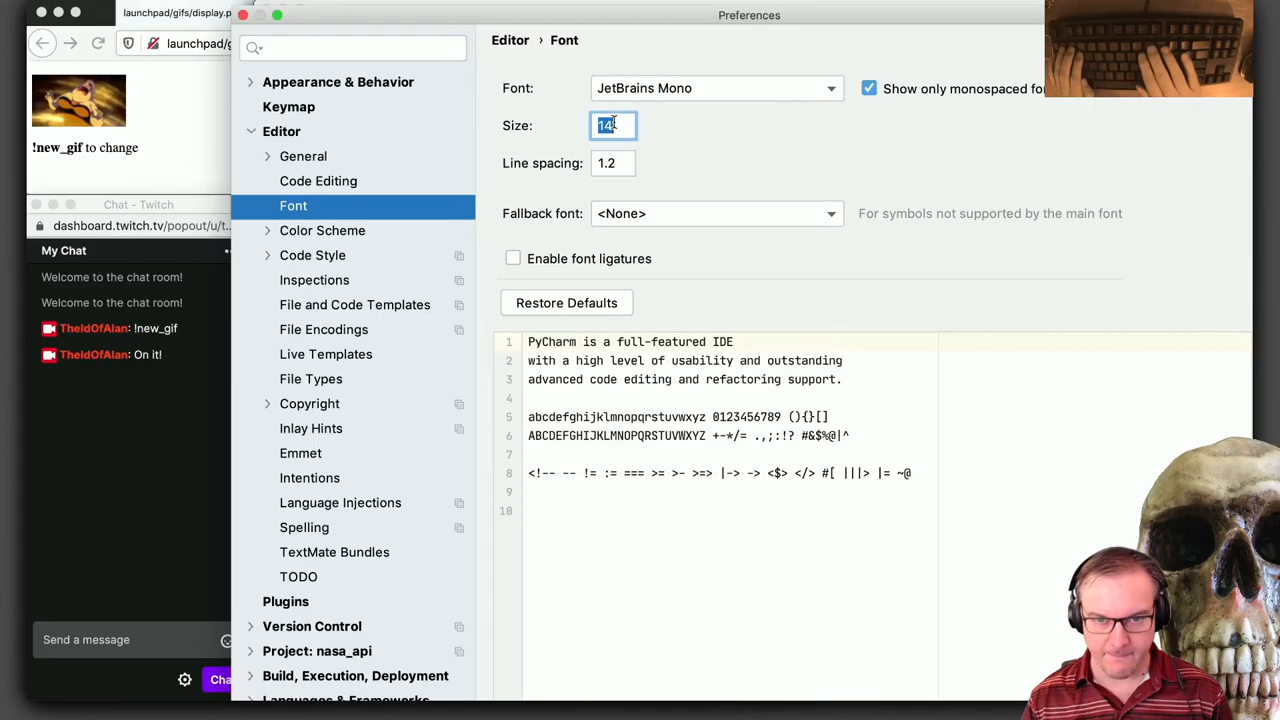 launchpad/gifs/display.p
launchpad/g
!new_gif to change
Chat - Twitch
dashboard.twitch.tv/popout/u/t...
My Chat
Welcome to the chat room!
Welcome to the chat room!
TheIdOfAlan: !new_gif
TheIdOfAlan: On it!
Send a message
Cha
Preferences
Appearance & Behavior
Keymap
Editor
General
Code Editing
Font
Color Scheme
Code Style
Inspections
File and Code Templates
File Encodings
Live Templates
File Types
Copyright
Inlay Hints
Emmet
Intentions
Language Injections
Spelling
TextMate Bundles
TODO
Plugins
Version Control
Project: nasa_api
Build, Execution, Deployment
Languages & Frameworks
Editor › Font
Font: JetBrains Mono Show only monospaced fo
Size: 14
Line spacing: 1.2
Fallback font: <None> For symbols not supported by the main font
Enable font ligatures
Restore Defaults
1 PyCharm is a full-featured IDE
2 with a high level of usability and outstanding
3 advanced code editing and refactoring support.
4
5 abcdefghijklmnopqrstuvwxyz 0123456789 (){}[]
6 ABCDEFGHIJKLMNOPQRSTUVWXYZ +-*/= .,;:!? #&$%@|^
7
8 <!-- -- != := === >= >- >=> |-> -> <$> </> #[ |||> |= ~@
9
10